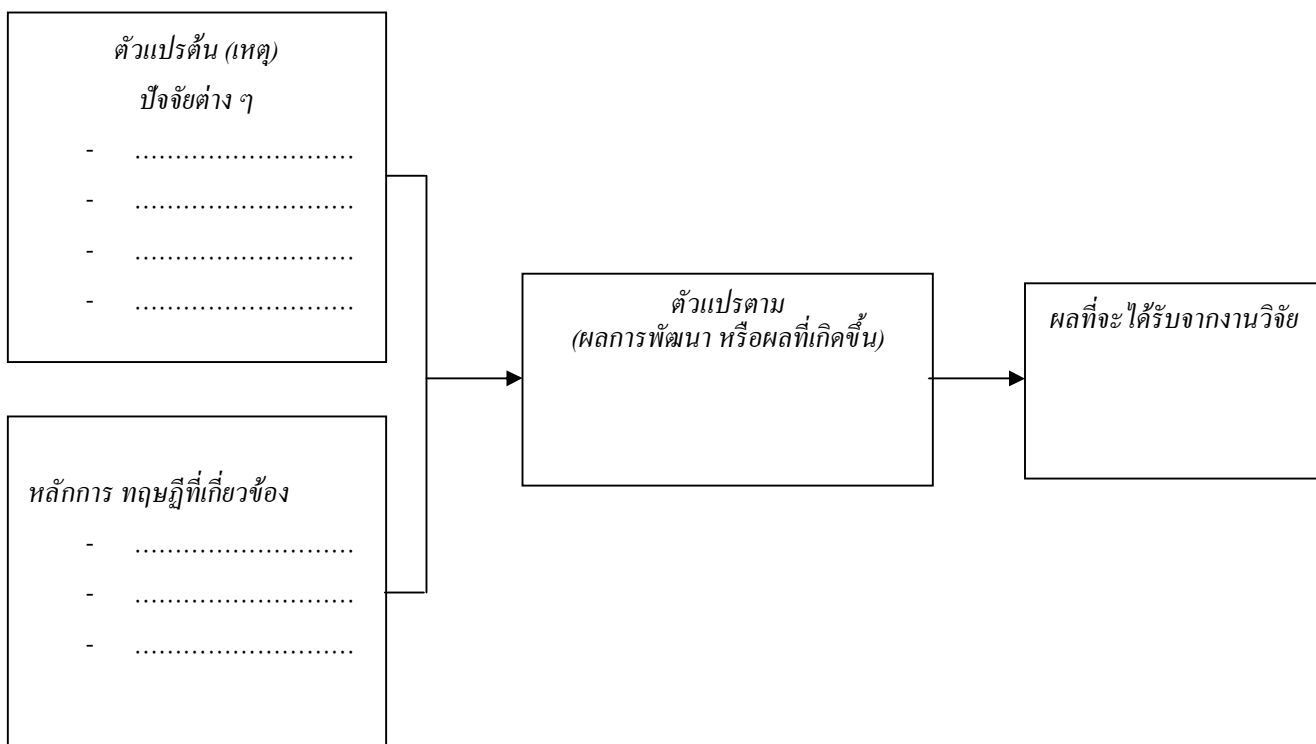 ตัวแปรต้น (เหตุ)
ปัจจัยต่าง ๆ
- ...........................
- ...........................
- ...........................
- ...........................
หลักการ ทฤษฏีที่เกี่ยวข้อง
- ...........................
- ...........................
- ...........................
ตัวแปรตาม
(ผลการพัฒนา หรือผลที่เกิดขึ้น)
ผลที่จะได้รับจากงานวิจัย